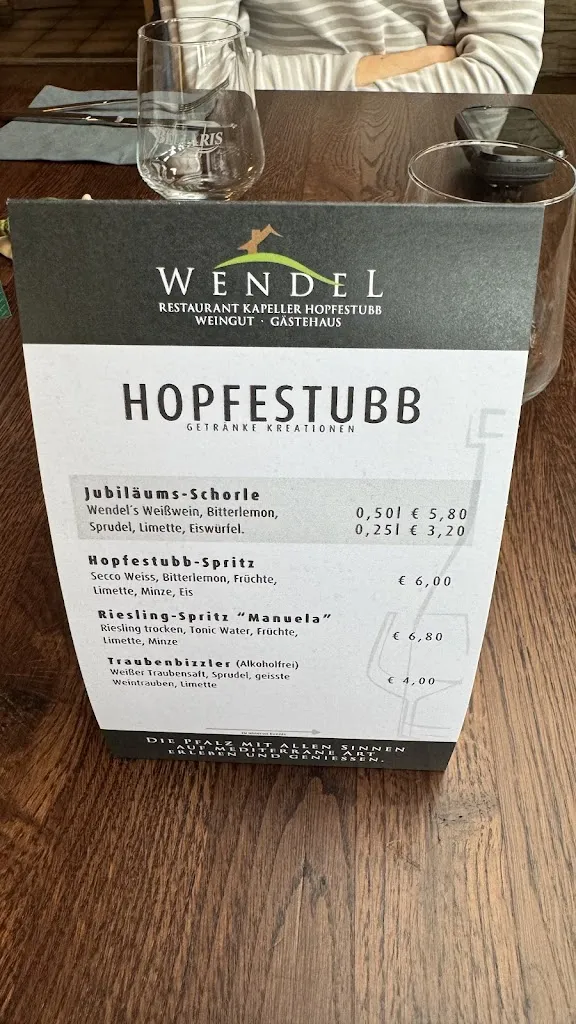 BELLARIS
WENDEL
RESTAURANT KAPELLER HOPFESTUBB
WEINGUT · GÄSTEHAUS
HOPFESTUBB
GETRÄNKE KREATIONEN
Jubiläums-Schorle
Wendel's Weißwein, Bitterlemon, 0,50l € 5,80
Sprudel, Limette, Eiswürfel. 0,25l € 3,20
Hopfestubb-Spritz
Secco Weiss, Bitterlemon, Früchte, € 6,00
Limette, Minze, Eis
Riesling-Spritz "Manuela"
Riesling trocken, Tonic Water, Früchte, € 6,80
Limette, Minze
Traubenbizzler (Alkoholfrei)
Weißer Traubensaft, Sprudel, geisste € 4,00
Weintrauben, Limette
DIE PFALZ MIT ALLEN SINNEN
AUF MEDITERRANE ART
ERLEBEN UND GENIESSEN.